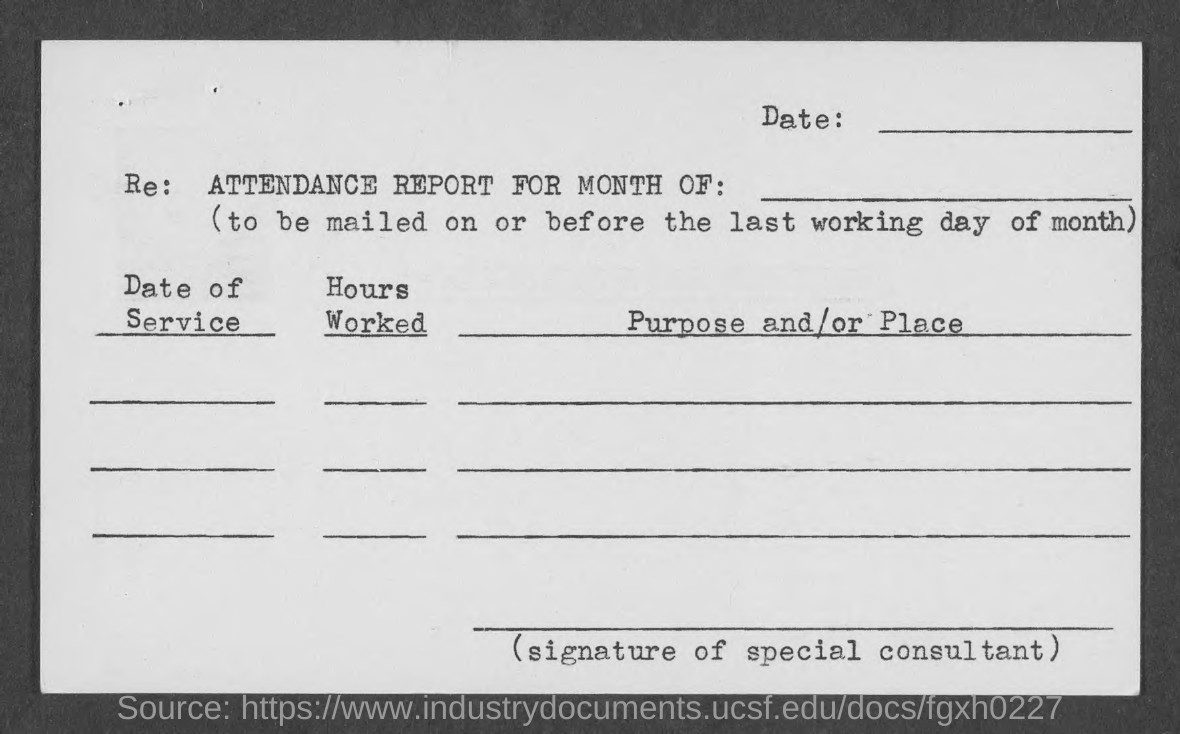 Date:
Re: ATTENDANCE REPORT FOR MONTH OF:
(to be mailed on or before the last working day of month)
Date of Service
Hours Worked
Purpose and/or Place
(signature of special consultant)
Source: https://www.industrydocuments.ucsf.edu/docs/fgxh0227